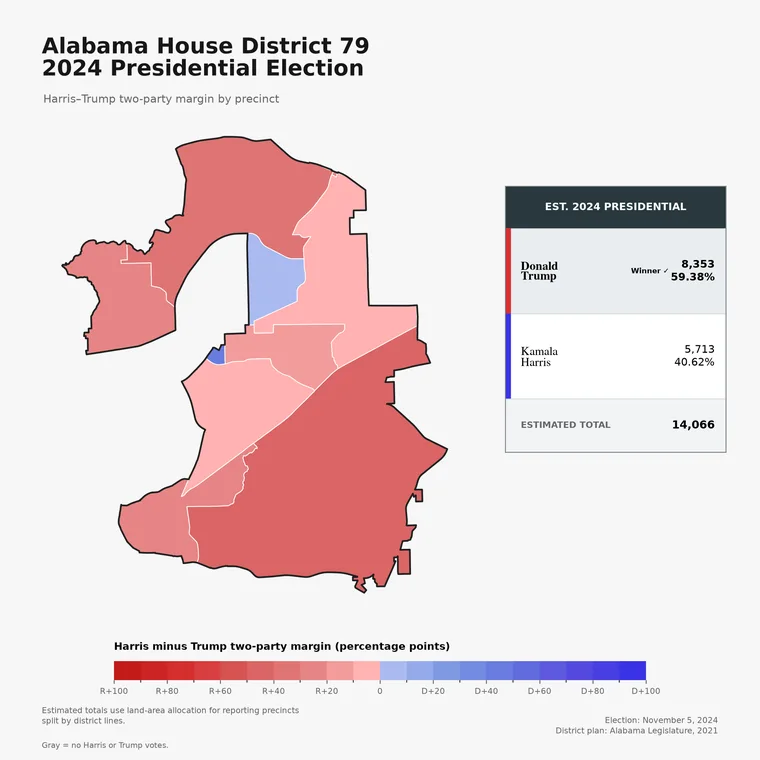 Alabama House District 79
2024 Presidential Election
Harris–Trump two-party margin by precinct
EST. 2024 PRESIDENTIAL
Donald
Trump
Winner ✓
8,353
59.38%
Kamala
Harris
5,713
40.62%
ESTIMATED TOTAL
14,066
Harris minus Trump two-party margin (percentage points)
R+100 R+80 R+60 R+40 R+20 0 D+20 D+40 D+60 D+80 D+100
Estimated totals use land-area allocation for reporting precincts
split by district lines.
Gray = no Harris or Trump votes.
Election: November 5, 2024
District plan: Alabama Legislature, 2021